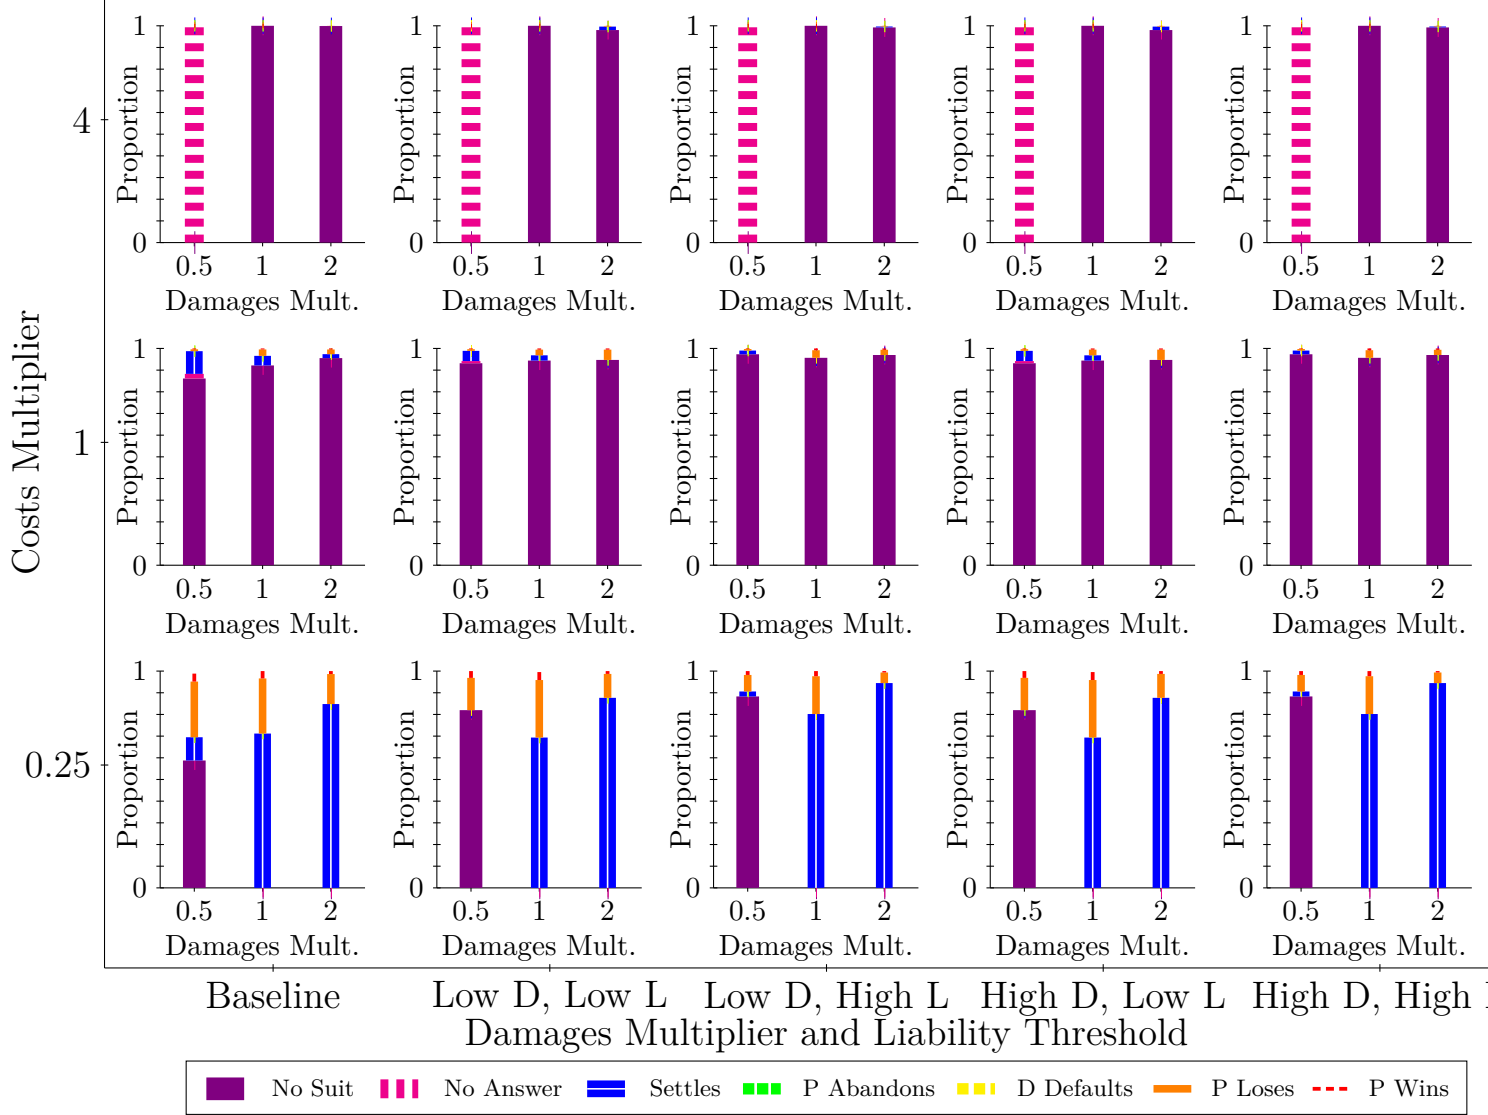 Costs Multiplier
4
Proportion
1
0
0.5 1 2
Damages Mult.
Proportion
1
0
0.5 1 2
Damages Mult.
Proportion
1
0
0.5 1 2
Damages Mult.
Proportion
1
0
0.5 1 2
Damages Mult.
Proportion
1
0
0.5 1 2
Damages Mult.
1
Proportion
1
0
0.5 1 2
Damages Mult.
Proportion
1
0
0.5 1 2
Damages Mult.
Proportion
1
0
0.5 1 2
Damages Mult.
Proportion
1
0
0.5 1 2
Damages Mult.
Proportion
1
0
0.5 1 2
Damages Mult.
0.25
Proportion
1
0
0.5 1 2
Damages Mult.
Proportion
1
0
0.5 1 2
Damages Mult.
Proportion
1
0
0.5 1 2
Damages Mult.
Proportion
1
0
0.5 1 2
Damages Mult.
Proportion
1
0
0.5 1 2
Damages Mult.
Baseline Low D, Low L Low D, High L High D, Low L High D, High
Damages Multiplier and Liability Threshold
No Suit No Answer Settles P Abandons D Defaults P Loses P Wins